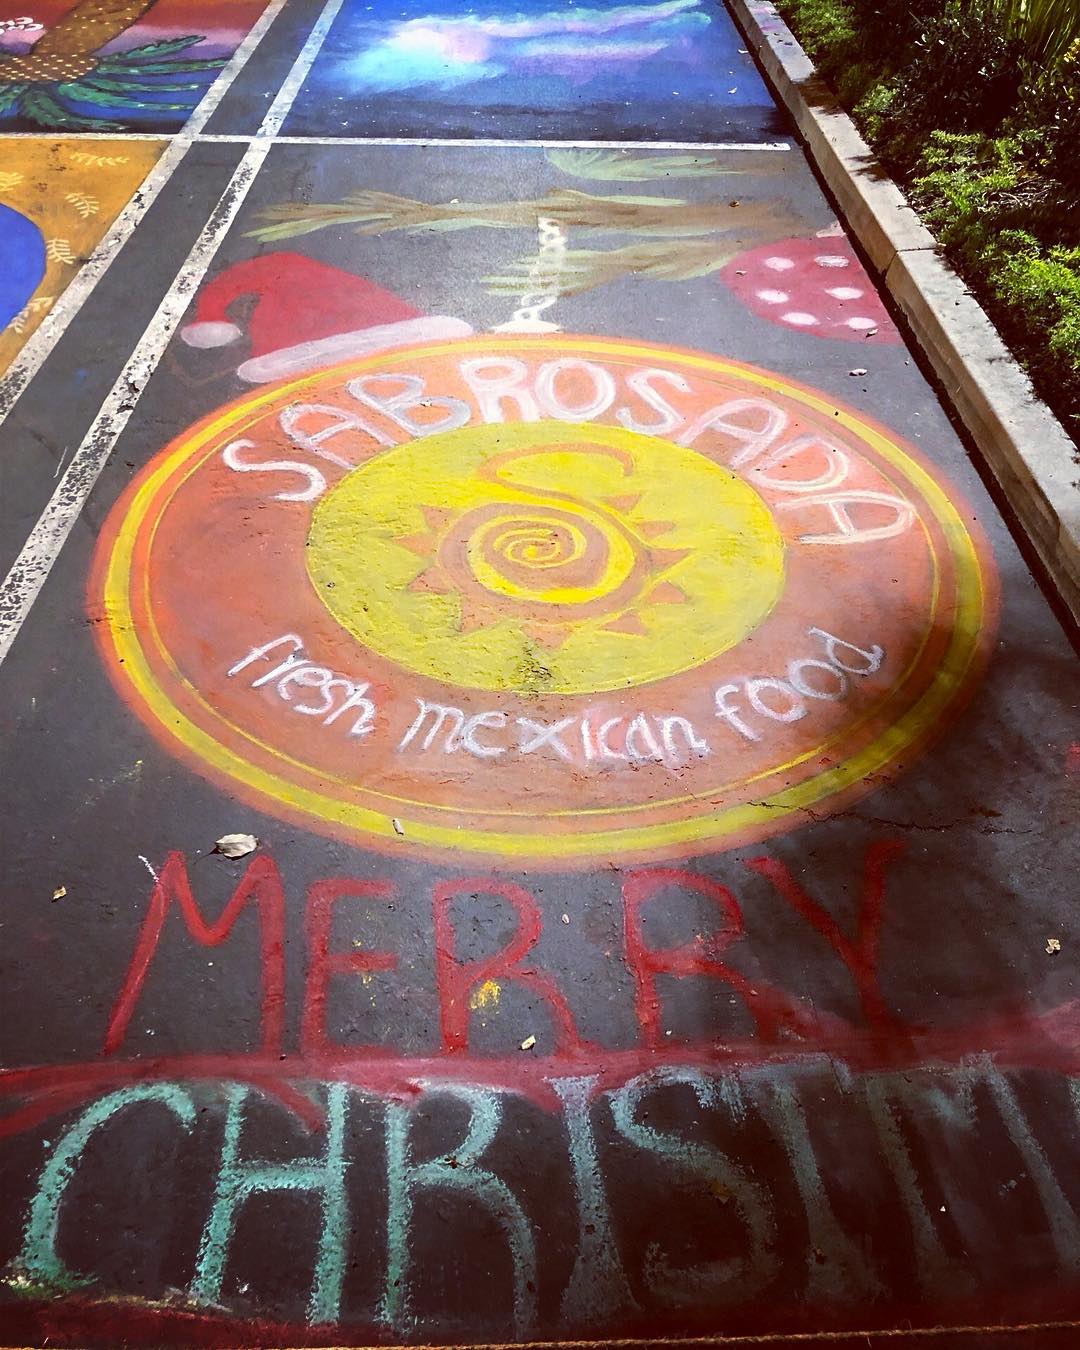 SABROSADA
fresh mexican food
MERRY
CHRISTM